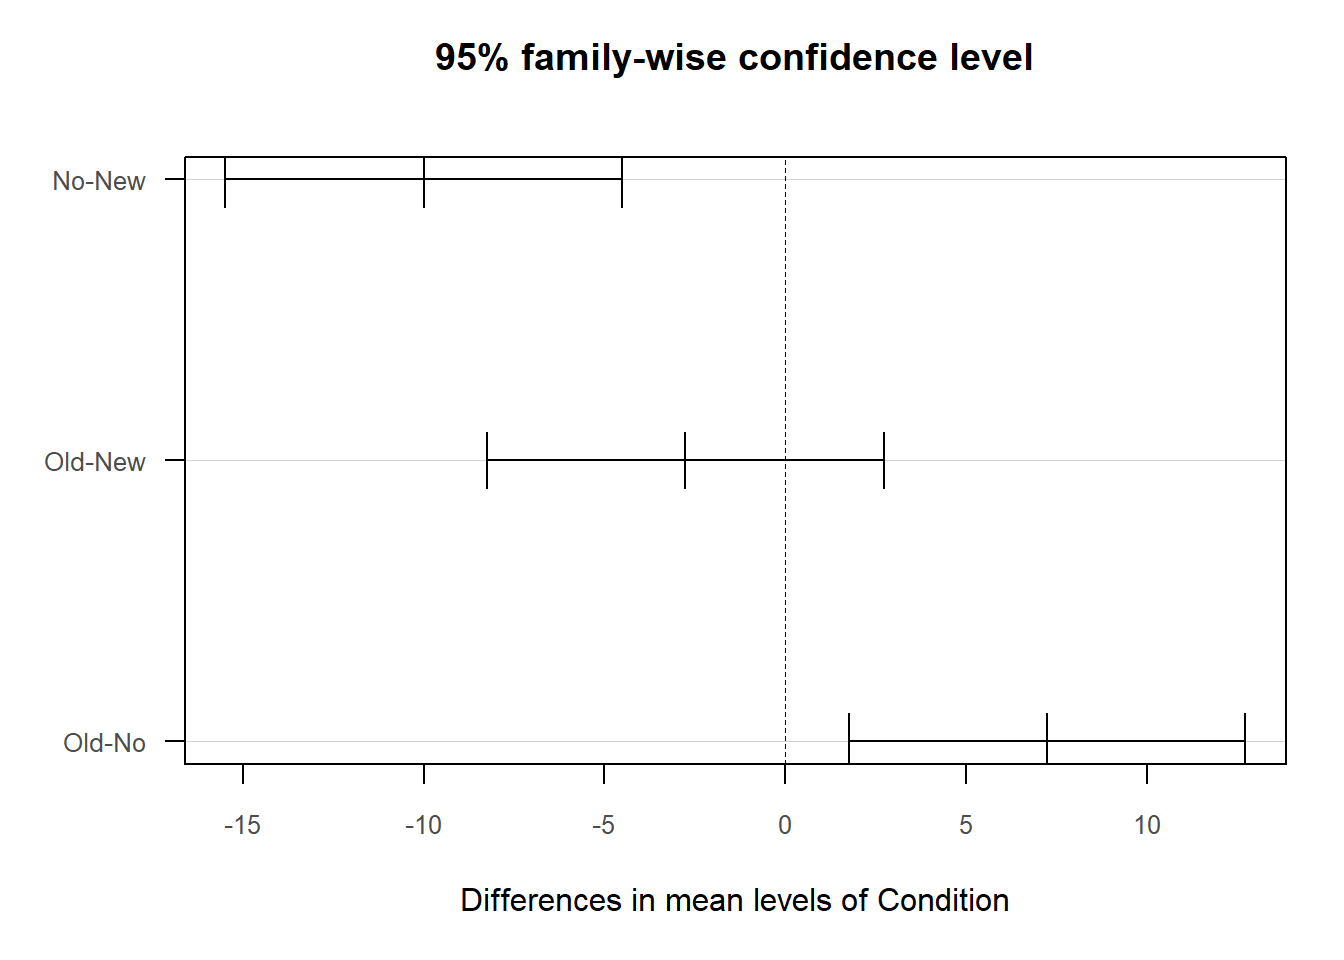 95% family-wise confidence level
No-New
Old-New
Old-No
-15 -10 -5 0 5 10
Differences in mean levels of Condition